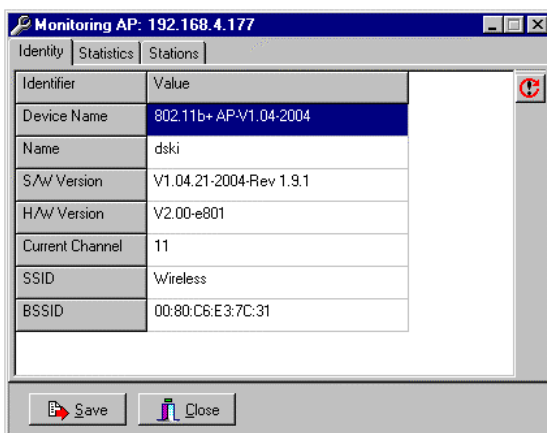 Monitoring AP: 192.168.4.177
Identity Statistics Stations
Identifier Value
Device Name 802.11b+ AP-V1.04-2004
Name dski
S/W Version V1.04.21-2004-Rev 1.9.1
H/W Version V2.00-e801
Current Channel 11
SSID Wireless
BSSID 00:80:C6:E3:7C:31
Save Close